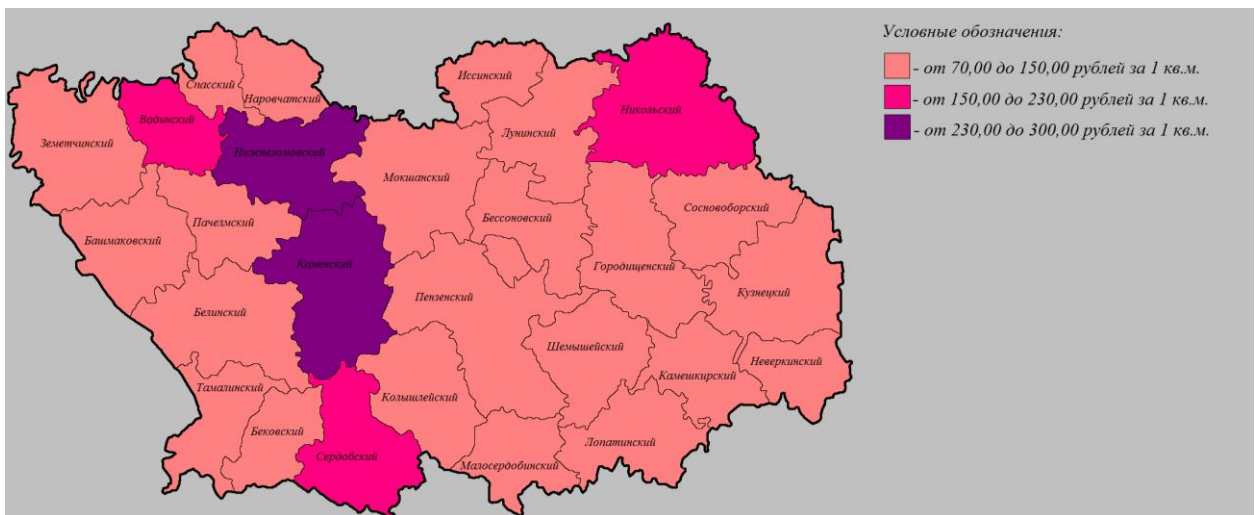 Условные обозначения:
- от 70,00 до 150,00 рублей за 1 кв.м.
- от 150,00 до 230,00 рублей за 1 кв.м.
- от 230,00 до 300,00 рублей за 1 кв.м.
Спасский
Иссинский
Наровчатский
Никольский
Вадинский
Лунинский
Земетчинский
Нижнеломовский
Мокшанский
Сосновоборский
Пачелмский
Бессоновский
Башмаковский
Каменский
Городищенский
Кузнецкий
Пензенский
Белинский
Шемышейский
Неверкинский
Камешкирский
Тамалинский
Колышлейский
Бековский
Лопатинский
Сердобский
Малосердобинский